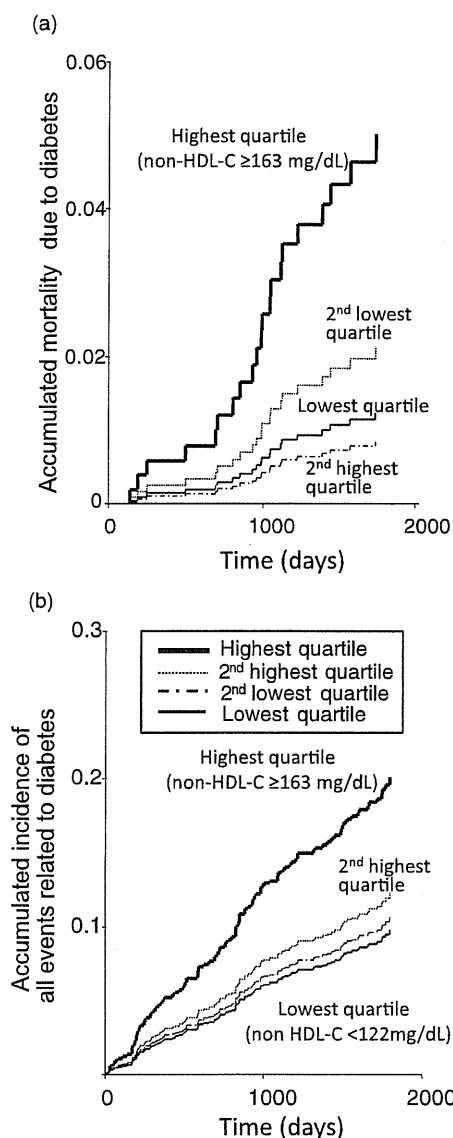 (a)
0.06
0.04
0.02
0
Accumulated mortality due to diabetes
Highest quartile
(non-HDL-C ≥163 mg/dL)
2nd lowest
quartile
Lowest quartile
2nd highest
quartile
0
1000
2000
Time (days)
(b)
0.3
0.2
0.1
0
Accumulated incidence of
all events related to diabetes
Highest quartile
2nd highest quartile
2nd lowest quartile
Lowest quartile
Highest quartile
(non-HDL-C ≥163 mg/dL)
2nd highest
quartile
Lowest quartile
(non HDL-C <122mg/dL)
0
1000
2000
Time (days)